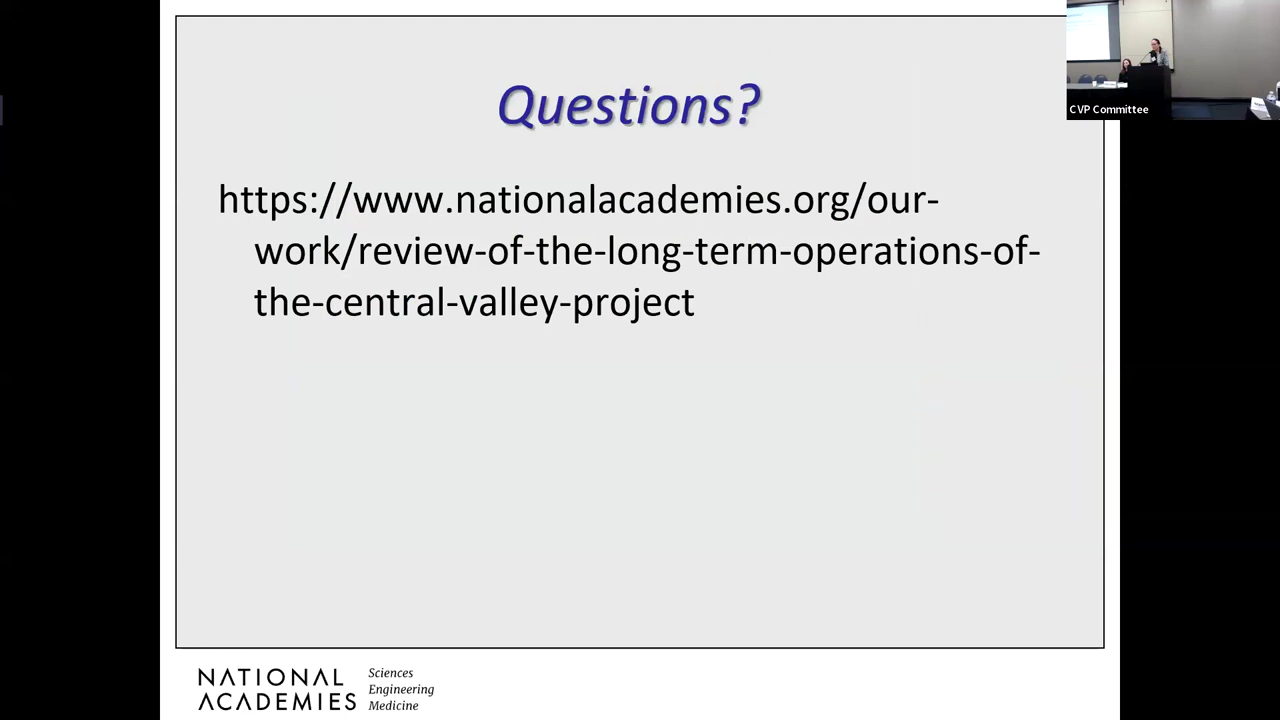 Questions?
https://www.nationalacademies.org/our-
work/review-of-the-long-term-operations-of-
the-central-valley-project
CVP Committee
NATIONAL
ACADEMIES
Sciences
Engineering
Medicine